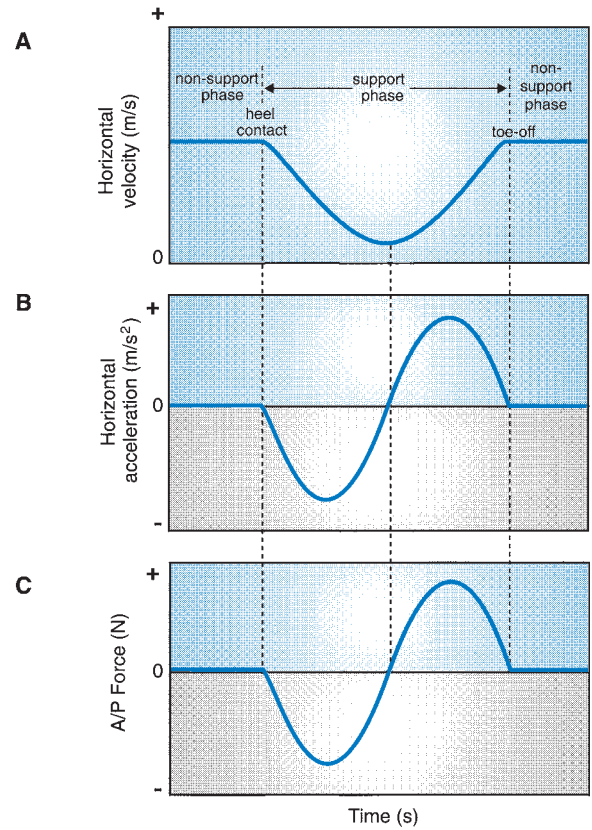 A
+
Horizontal
velocity (m/s)
non-support
phase
support
phase
non-
support
phase
heel
contact
toe-off
0
B
+
Horizontal
acceleration (m/s²)
0
-
C
+
A/P Force (N)
0
-
Time (s)